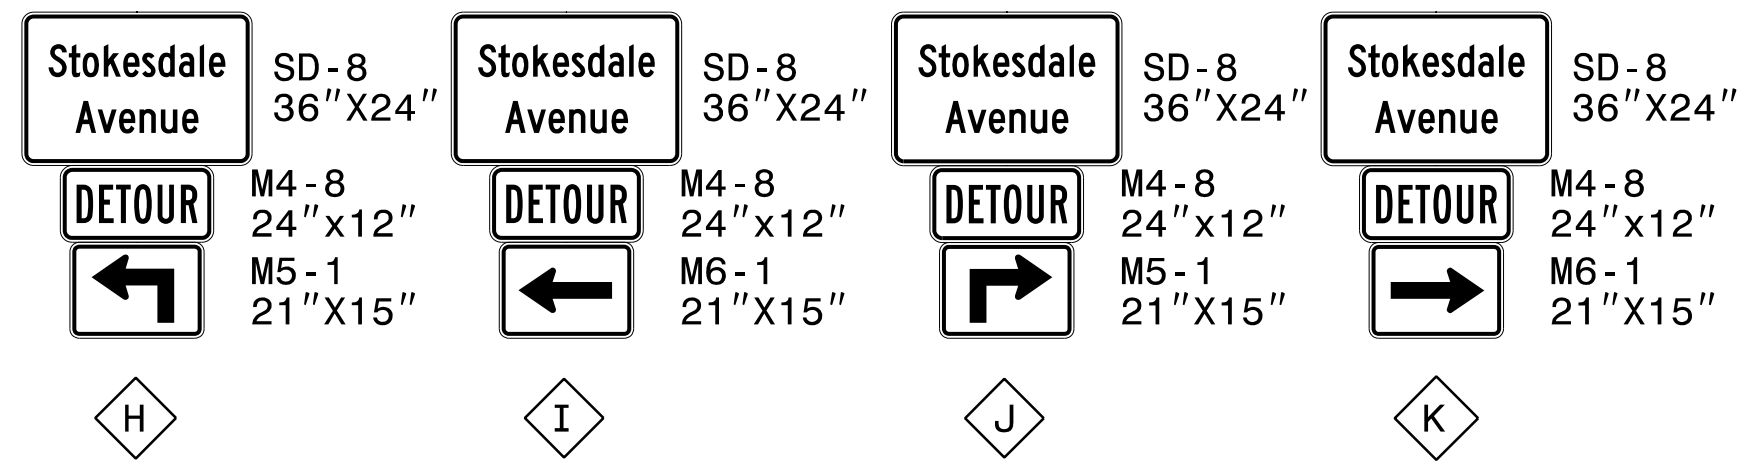 Stokesdale
Avenue
SD-8
36"X24"
DETOUR
M4-8
24"x12"
M5-1
21"X15"
H
Stokesdale
Avenue
SD-8
36"X24"
DETOUR
M4-8
24"x12"
M6-1
21"X15"
I
Stokesdale
Avenue
SD-8
36"X24"
DETOUR
M4-8
24"x12"
M5-1
21"X15"
J
Stokesdale
Avenue
SD-8
36"X24"
DETOUR
M4-8
24"x12"
M6-1
21"X15"
K